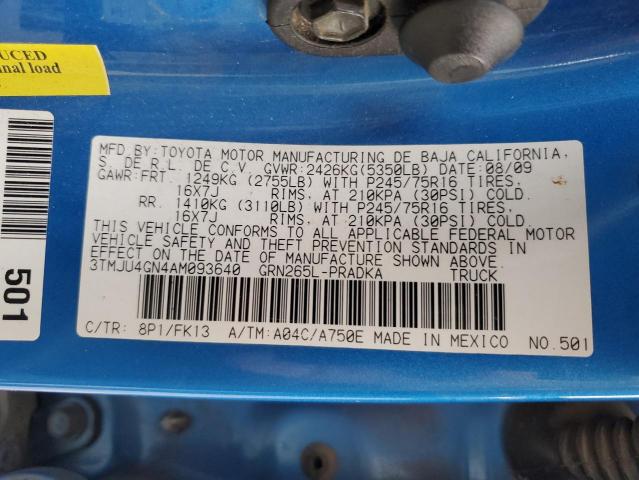 UCED
nal load
MFD BY:TOYOTA MOTOR MANUFACTURING DE BAJA CALIFORNIA,
S. DE R.L. DE C.V. GVWR:2426KG(5350LB) DATE:08/09
GAWR:FRT. 1249KG (2755LB) WITH P245/75R16 TIRES,
16X7J RIMS, AT 210KPA (30PSI) COLD.
RR. 1410KG (3110LB) WITH P245/75R16 TIRES,
16X7J RIMS, AT 210KPA (30PSI) COLD.
THIS VEHICLE CONFORMS TO ALL APPLICABLE FEDERAL MOTOR
VEHICLE SAFETY AND THEFT PREVENTION STANDARDS IN
EFFECT ON THE DATE OF MANUFACTURE SHOWN ABOVE.
3TMJU4GN4AM093640 GRN265L-PRADKA TRUCK
C/TR: 8P1/FK13 A/TM:A04C/A750E MADE IN MEXICO NO.501
501